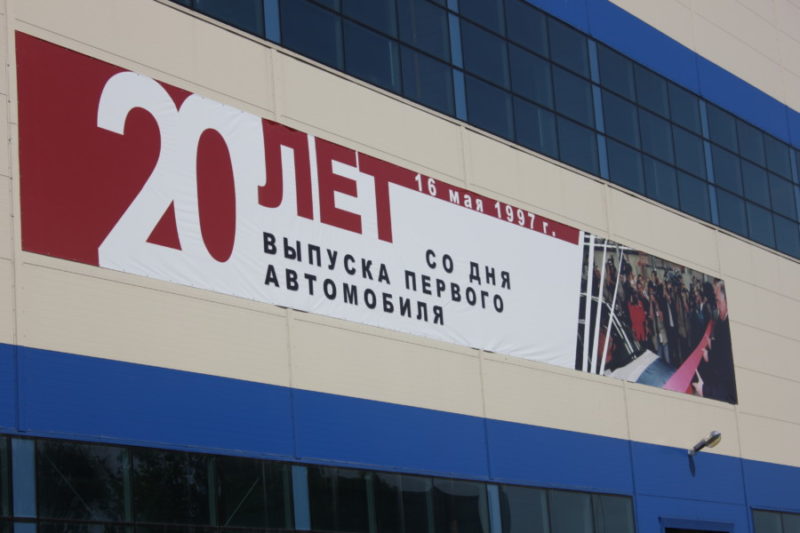 20 ЛЕТ
16 мая 1997 г.
СО ДНЯ
ВЫПУСКА ПЕРВОГО
АВТОМОБИЛЯ